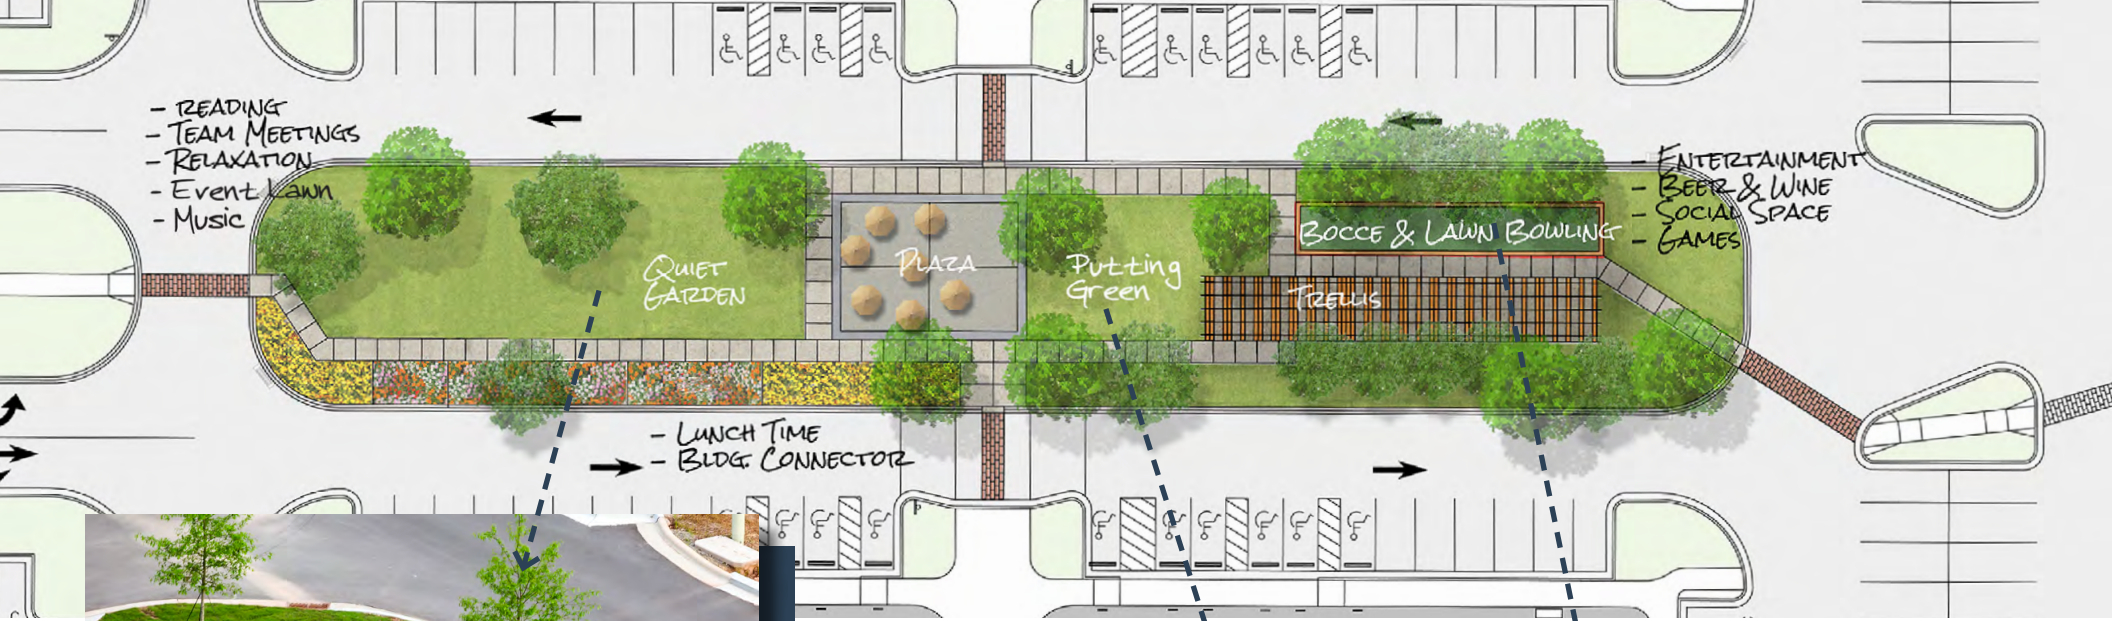 - READING
- TEAM MEETINGS
- RELAXATION
- Event Lawn
- Music
QUIET
GARDEN
PLAZA
Putting
Green
BOCCE & LAWN BOWLING
TRELLIS
- ENTERTAINMENT
- BEER & WINE
- SOCIAL SPACE
- GAMES
- LUNCH TIME
- BLDG. CONNECTOR